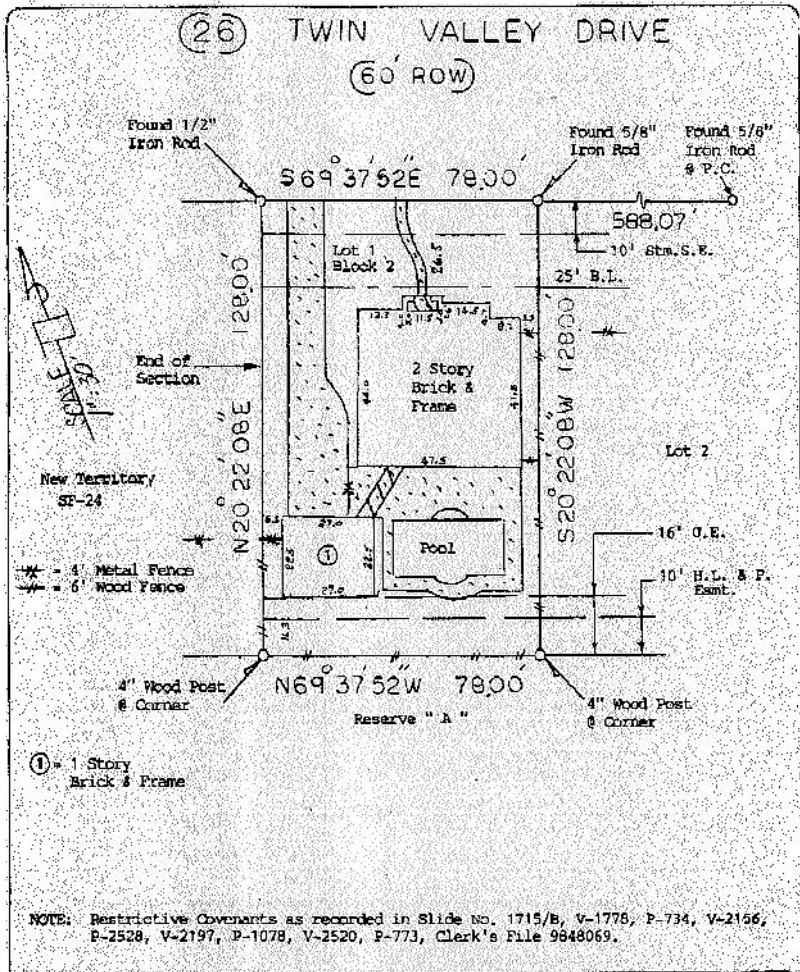 26 TWIN VALLEY DRIVE
(60' ROW)
Found 1/2"
Iron Rod
Found 5/8"
Iron Rod
Found 5/8"
Iron Rod
@ P.C.
S69°37'52"E 78.00'
588.07'
10' Stm.S.E.
Lot 1
Block 2
26.5
25' B.L.
128.00'
N20°22'08"E
S20°22'08"W 128.00'
End of
Section
SCALE
1"=30'
2 Story
Brick &
Frame
47.5
Lot 2
New Territory
SF-24
= 4' Metal Fence
= 6' Wood Fence
27.0
1
22.5
27.0
Pool
16' U.E.
10' H.L. & P.
Esmt.
4" Wood Post
@ Corner
N69°37'52"W 78.00'
4" Wood Post
@ Corner
Reserve "A"
1 = 1 Story
Brick & Frame
NOTE: Restrictive Covenants as recorded in Slide No. 1715/B, V-1778, P-734, V-2156,
P-2528, V-2197, P-1078, V-2520, P-773, Clerk's File 9848069.